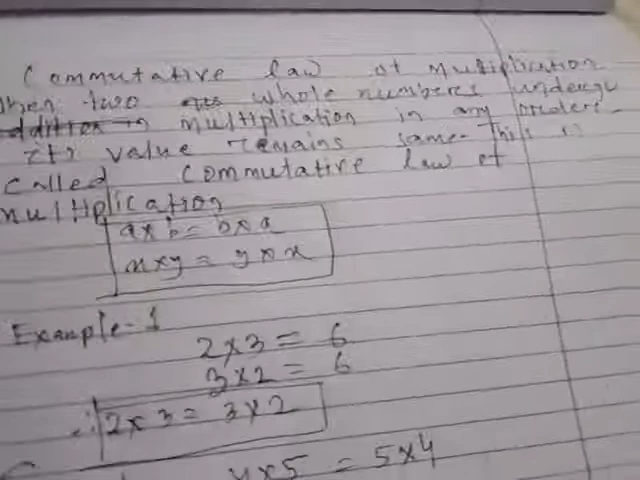 Commutative law of Multiplication
When two whole numbers undergo
addition multiplication in any order
Its value remains same. This is
called commutative law of
Multiplication
a×b = b×a
x×y = y×x
Example-1
2×3 = 6
3×2 = 6
∴ 2×3 = 3×2
4×5 = 5×4